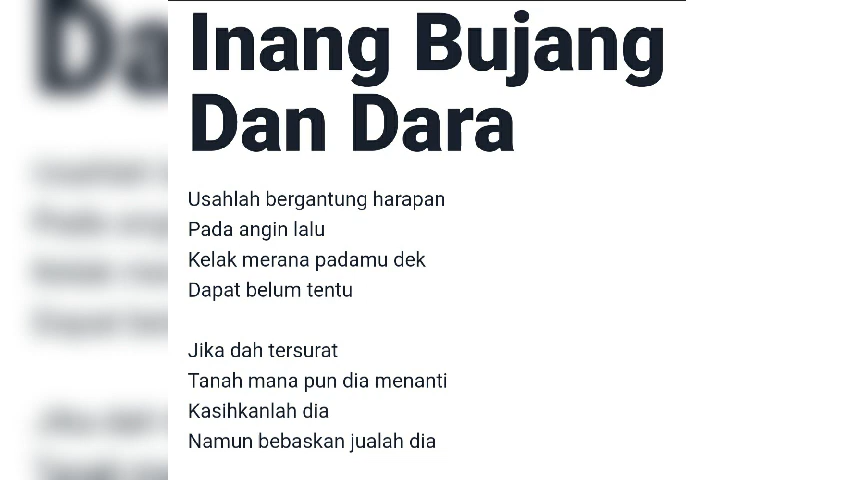 Inang Bujang
Dan Dara
Usahlah bergantung harapan
Pada angin lalu
Kelak merana padamu dek
Dapat belum tentu
Jika dah tersurat
Tanah mana pun dia menanti
Kasihkanlah dia
Namun bebaskan jualah dia